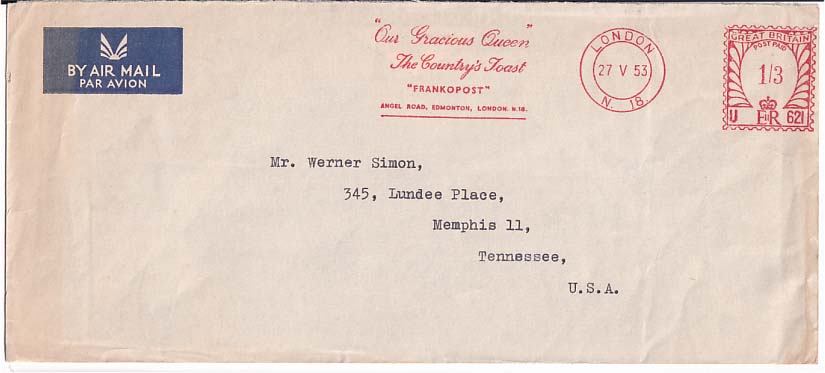 BY AIR MAIL
PAR AVION
"Our Gracious Queen"
The Country's Toast
"FRANKOPOST"
ANGEL ROAD, EDMONTON, LONDON. N.18.
LONDON
27 V 53
N. 18.
GREAT BRITAIN
POST PAID
1/3
U EIIR 621
Mr. Werner Simon,
345, Lundee Place,
Memphis 11,
Tennessee,
U.S.A.